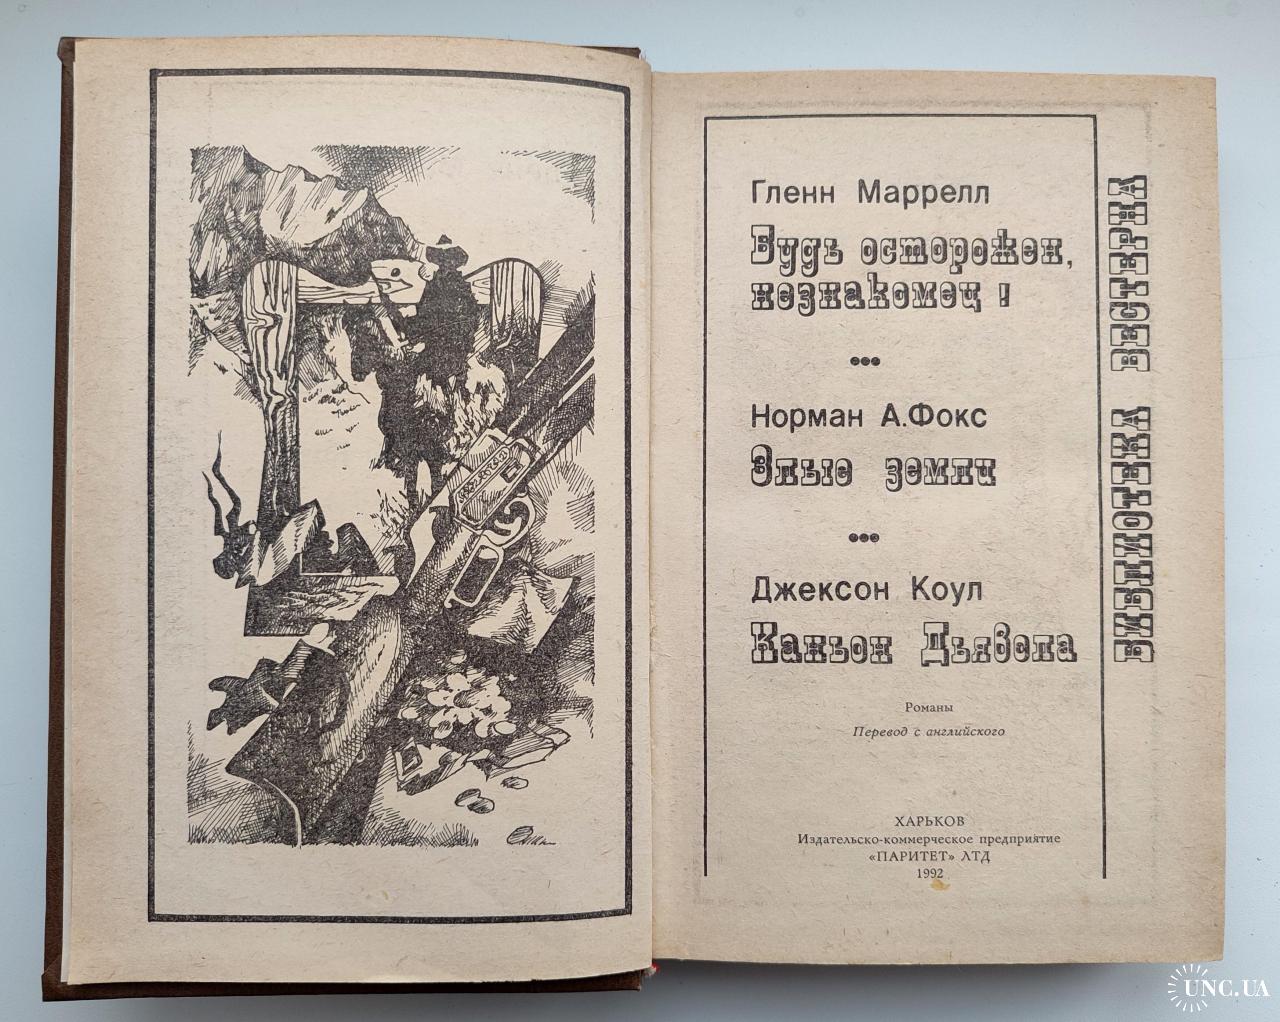 Гленн Маррелл
Будь осторожен,
незнакомец !
Норман А.Фокс
Злые земли
Джексон Коул
Каньон Дьявола
Романы
Перевод с английского
ХАРЬКОВ
Издательско-коммерческое предприятие
«ПАРИТЕТ» ЛТД
1992
БИБЛИОТЕКА ВЕСТЕРНА
UNC.UA